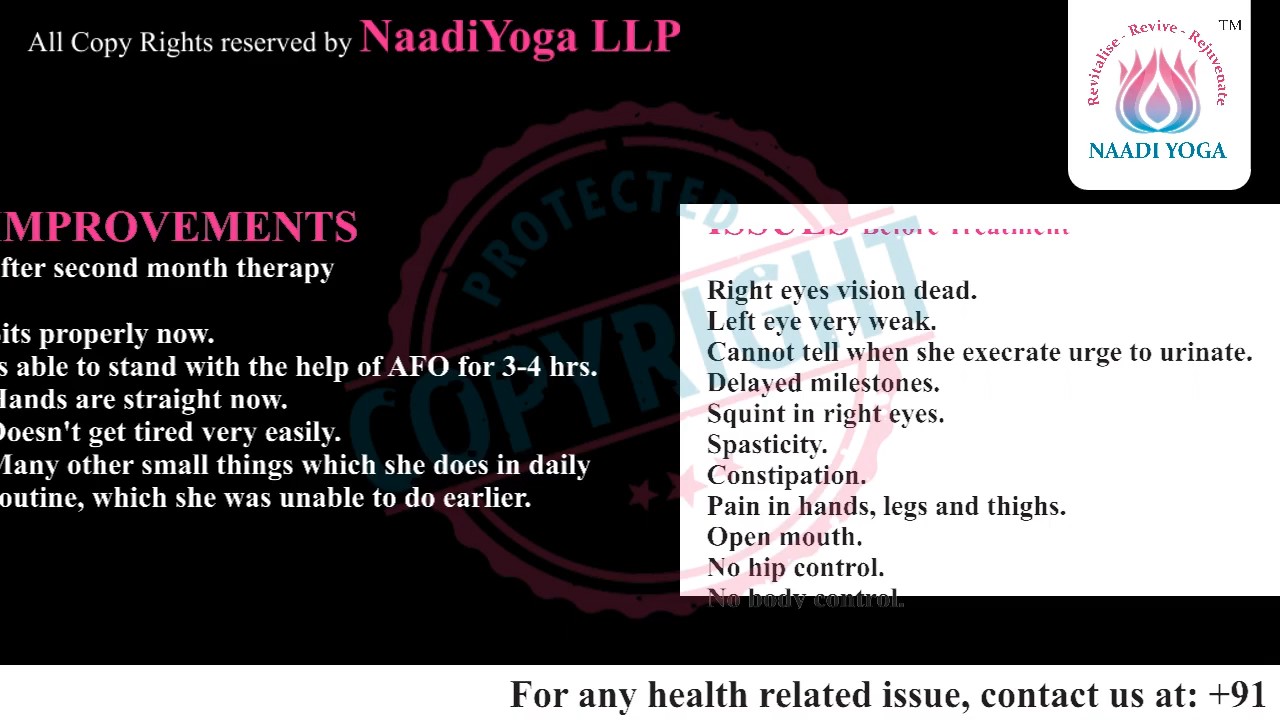 All Copy Rights reserved by NaadiYoga LLP
TM
Revitalise - Revive - Rejuvenate
NAADI YOGA
PROTECTED
COPYRIGHT
IMPROVEMENTS
fter second month therapy
its properly now.
s able to stand with the help of AFO for 3-4 hrs.
Hands are straight now.
Doesn't get tired very easily.
Many other small things which she does in daily
outine, which she was unable to do earlier.
ISSUES Before Treatment
Right eyes vision dead.
Left eye very weak.
Cannot tell when she execrate urge to urinate.
Delayed milestones.
Squint in right eyes.
Spasticity.
Constipation.
Pain in hands, legs and thighs.
Open mouth.
No hip control.
No body control.
For any health related issue, contact us at: +91